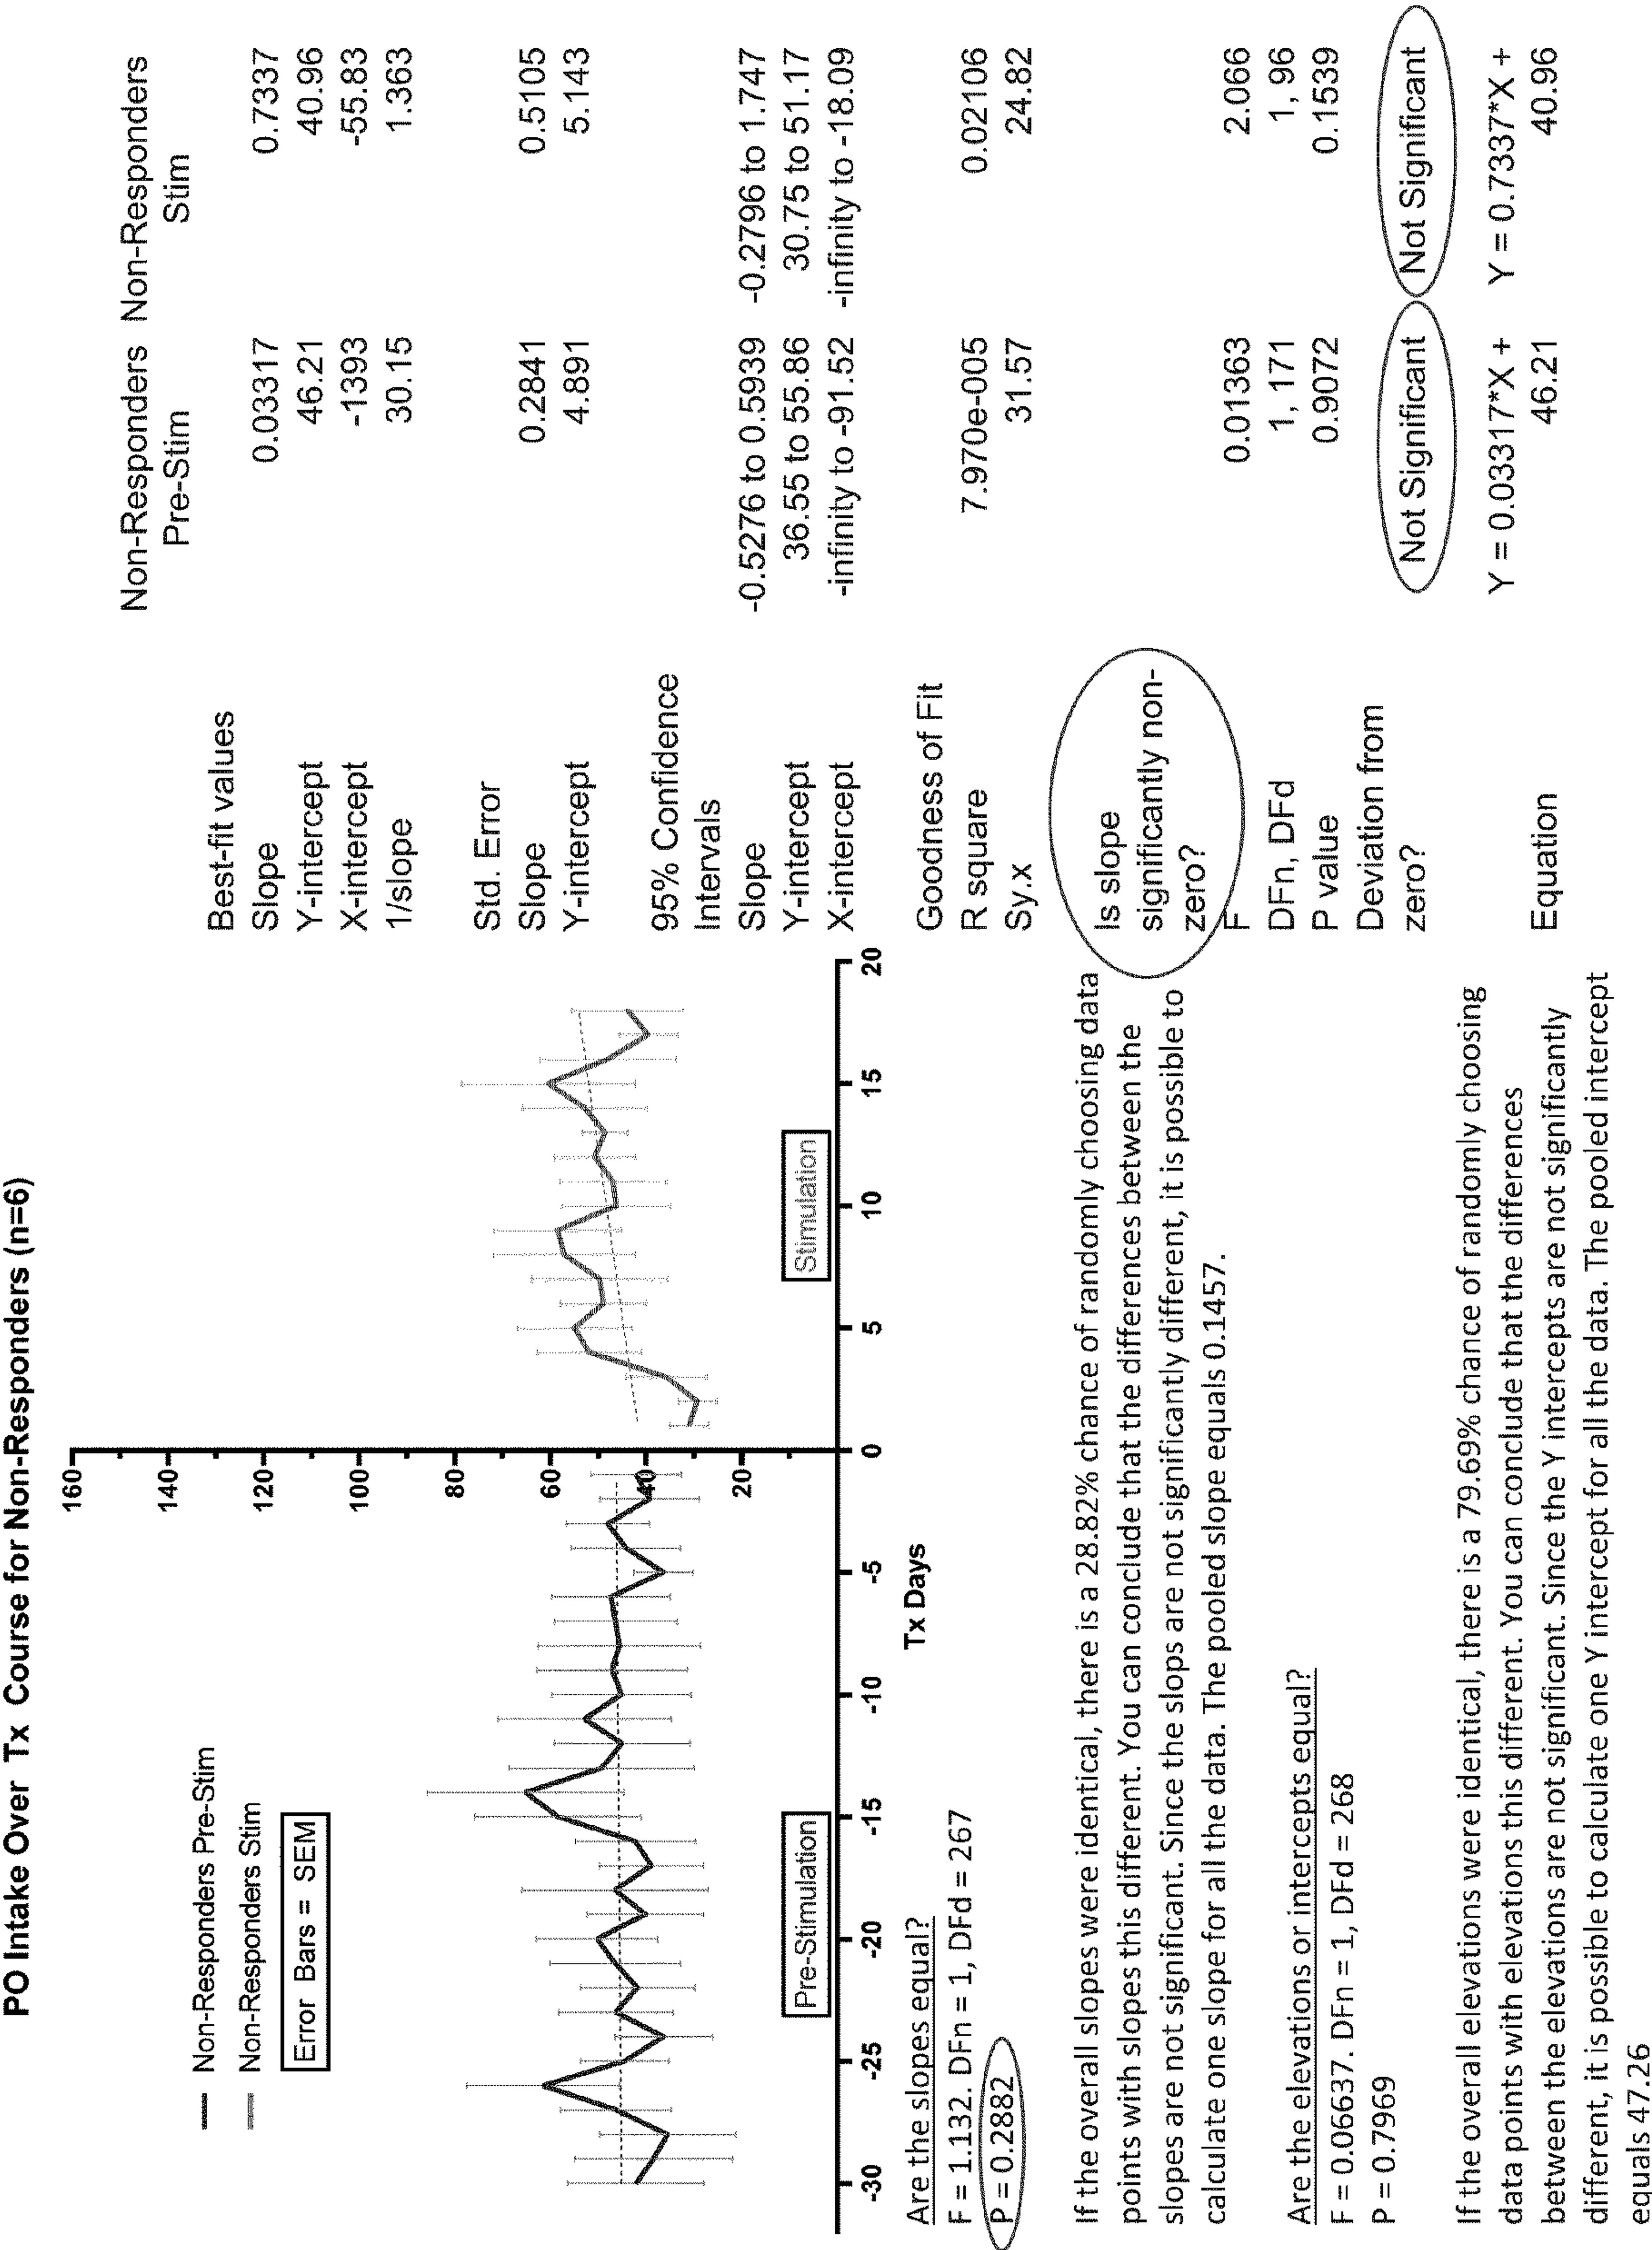 PO Intake Over Tx Course for Non-Responders (n=6)
Non-Responders Pre-Stim
Non-Responders Stim
Error Bars = SEM
160
140
120
100
80
60
40
20
-30
-25
-20
-15
-10
-5
0
5
10
15
20
Pre-Stimulation
Stimulation
Tx Days
Are the slopes equal?
F = 1.132. DFn = 1, DFd = 267
P = 0.2882
If the overall slopes were identical, there is a 28.82% chance of randomly choosing data
points with slopes this different. You can conclude that the differences between the
slopes are not significant. Since the slops are not significantly different, it is possible to
calculate one slope for all the data. The pooled slope equals 0.1457.
Are the elevations or intercepts equal?
F = 0.06637. DFn = 1, DFd = 268
P = 0.7969
If the overall elevations were identical, there is a 79.69% chance of randomly choosing
data points with elevations this different. You can conclude that the differences
between the elevations are not significant. Since the Y intercepts are not significantly
different, it is possible to calculate one Y intercept for all the data. The pooled intercept
equals 47.26
Non-Responders Non-Responders
Pre-Stim Stim
Best-fit values
Slope 0.03317 0.7337
Y-intercept 46.21 40.96
X-intercept -1393 -55.83
1/slope 30.15 1.363
Std. Error
Slope 0.2841 0.5105
Y-intercept 4.891 5.143
95% Confidence
Intervals
Slope -0.5276 to 0.5939 -0.2796 to 1.747
Y-intercept 36.55 to 55.86 30.75 to 51.17
X-intercept -infinity to -91.52 -infinity to -18.09
Goodness of Fit
R square 7.970e-005 0.02106
Sy.x 31.57 24.82
Is slope
significantly non-
zero?
F 0.01363 2.066
DFn, DFd 1, 171 1, 96
P value 0.9072 0.1539
Deviation from
zero? Not Significant Not Significant
Y = 0.03317*X + Y = 0.7337*X +
Equation 46.21 40.96